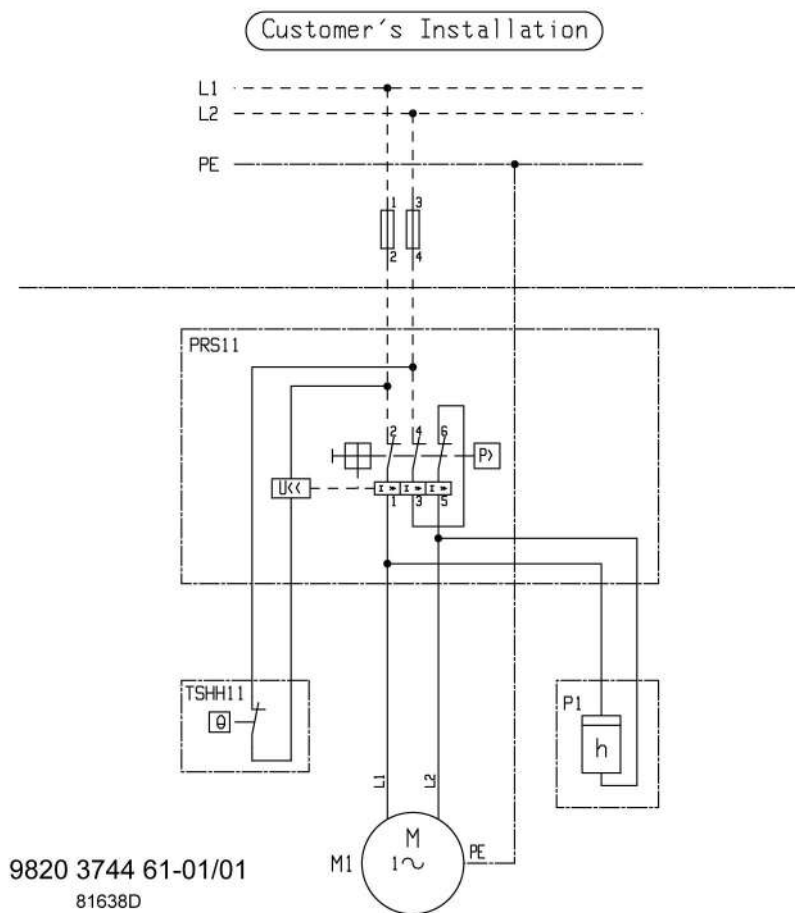 Customer's Installation
L1
L2
PE
1 3
2 4
PRS11
2 4 6
P>
U<<
I » I » I »
1 3 5
TSHH11
θ
P1
h
L1
L2
M
1∼
M1
PE
9820 3744 61-01/01
81638D